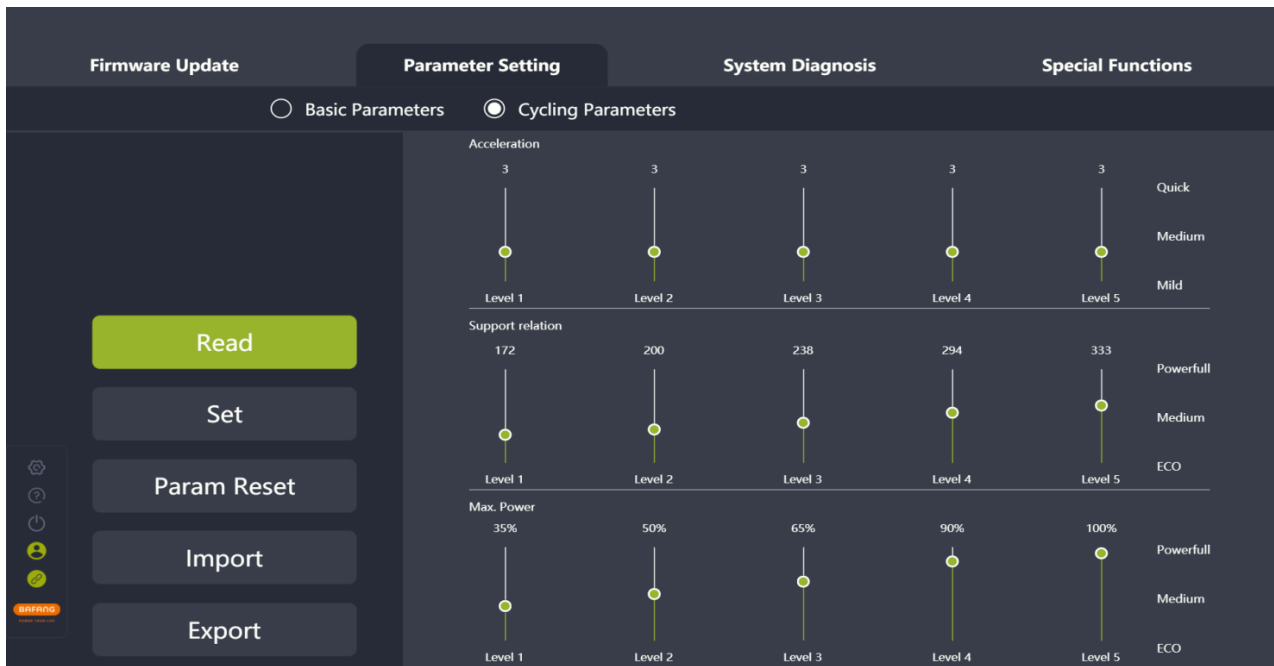 Firmware Update Parameter Setting System Diagnosis Special Functions
Basic Parameters Cycling Parameters
Acceleration
3 3 3 3 3
Quick
Medium
Mild
Level 1 Level 2 Level 3 Level 4 Level 5
Support relation
172 200 238 294 333
Powerfull
Medium
ECO
Level 1 Level 2 Level 3 Level 4 Level 5
Max. Power
35% 50% 65% 90% 100%
Powerfull
Medium
ECO
Level 1 Level 2 Level 3 Level 4 Level 5
Read
Set
Param Reset
Import
Export
BAFANG